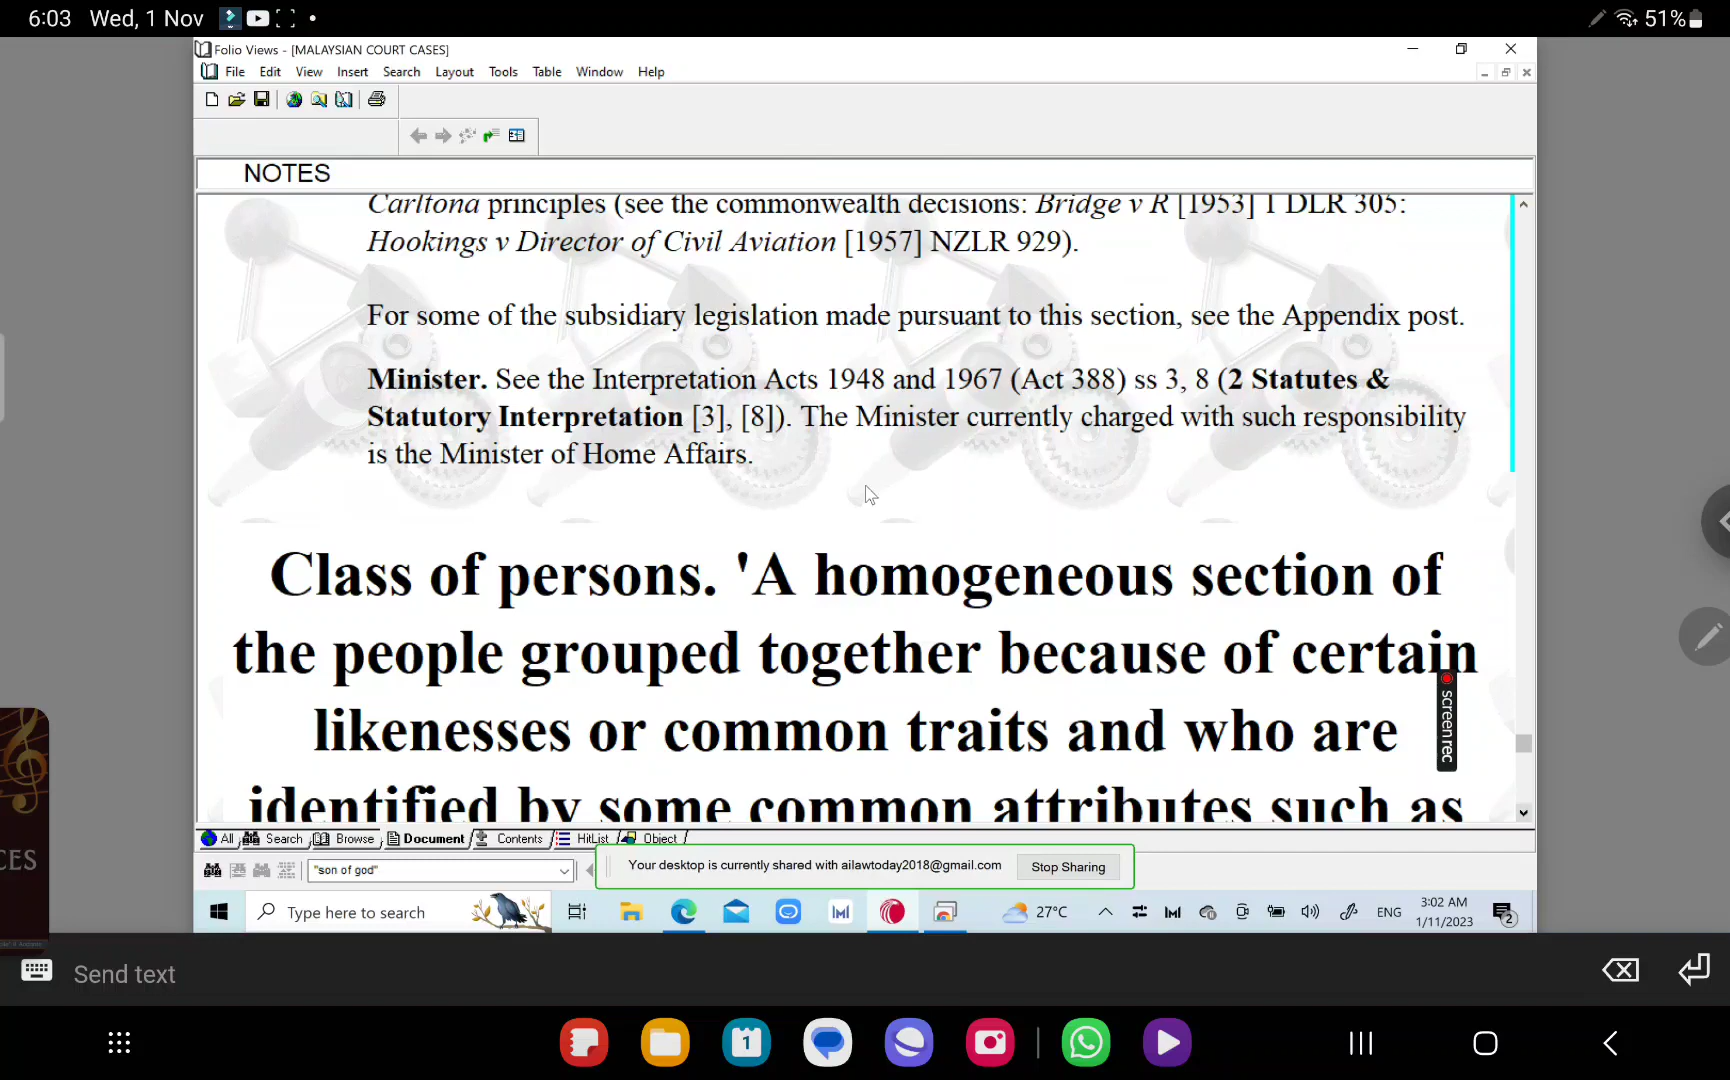 6:03 Wed, 1 Nov
51%
Folio Views - [MALAYSIAN COURT CASES]
File Edit View Insert Search Layout Tools Table Window Help
NOTES
Carltona principles (see the commonwealth decisions: Bridge v R [1953] 1 DLR 305:
Hookings v Director of Civil Aviation [1957] NZLR 929).
For some of the subsidiary legislation made pursuant to this section, see the Appendix post.
Minister. See the Interpretation Acts 1948 and 1967 (Act 388) ss 3, 8 (2 Statutes &
Statutory Interpretation [3], [8]). The Minister currently charged with such responsibility
is the Minister of Home Affairs.
Class of persons. 'A homogeneous section of
the people grouped together because of certain
likenesses or common traits and who are
identified by some common attributes such as
screen rec
CES
All Search Browse Document Contents HitList Object
"son of god"
Your desktop is currently shared with ailawtoday2018@gmail.com Stop Sharing
Type here to search
27°C
ENG
3:02 AM
1/11/2023
2
Send text
1